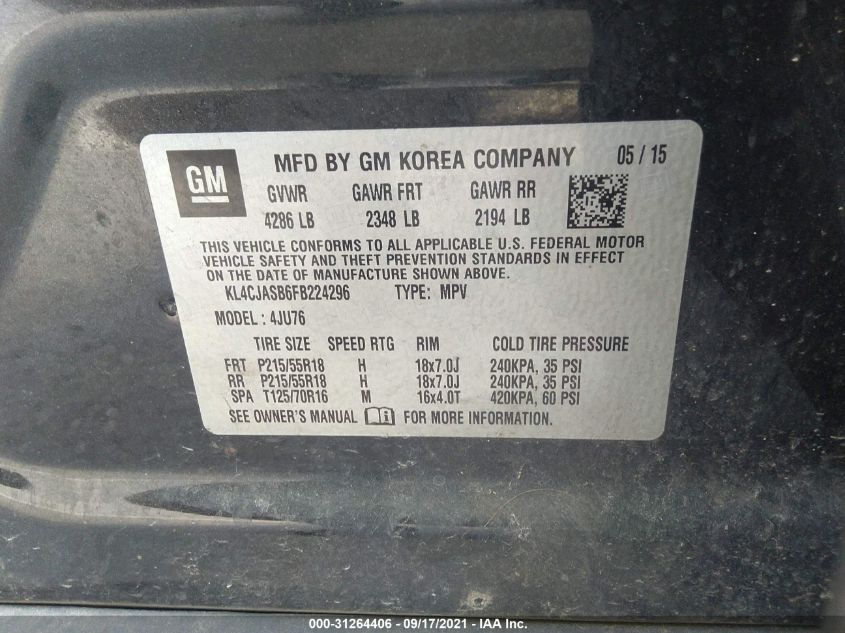 GM
MFD BY GM KOREA COMPANY 05 / 15
GVWR GAWR FRT GAWR RR
4286 LB 2348 LB 2194 LB
THIS VEHICLE CONFORMS TO ALL APPLICABLE U.S. FEDERAL MOTOR
VEHICLE SAFETY AND THEFT PREVENTION STANDARDS IN EFFECT
ON THE DATE OF MANUFACTURE SHOWN ABOVE.
KL4CJASB6FB224296 TYPE: MPV
MODEL : 4JU76
TIRE SIZE SPEED RTG RIM COLD TIRE PRESSURE
FRT P215/55R18 H 18x7.0J 240KPA, 35 PSI
RR P215/55R18 H 18x7.0J 240KPA, 35 PSI
SPA T125/70R16 M 16x4.0T 420KPA, 60 PSI
SEE OWNER'S MANUAL FOR MORE INFORMATION.
000-31264406 - 09/17/2021 - IAA Inc.